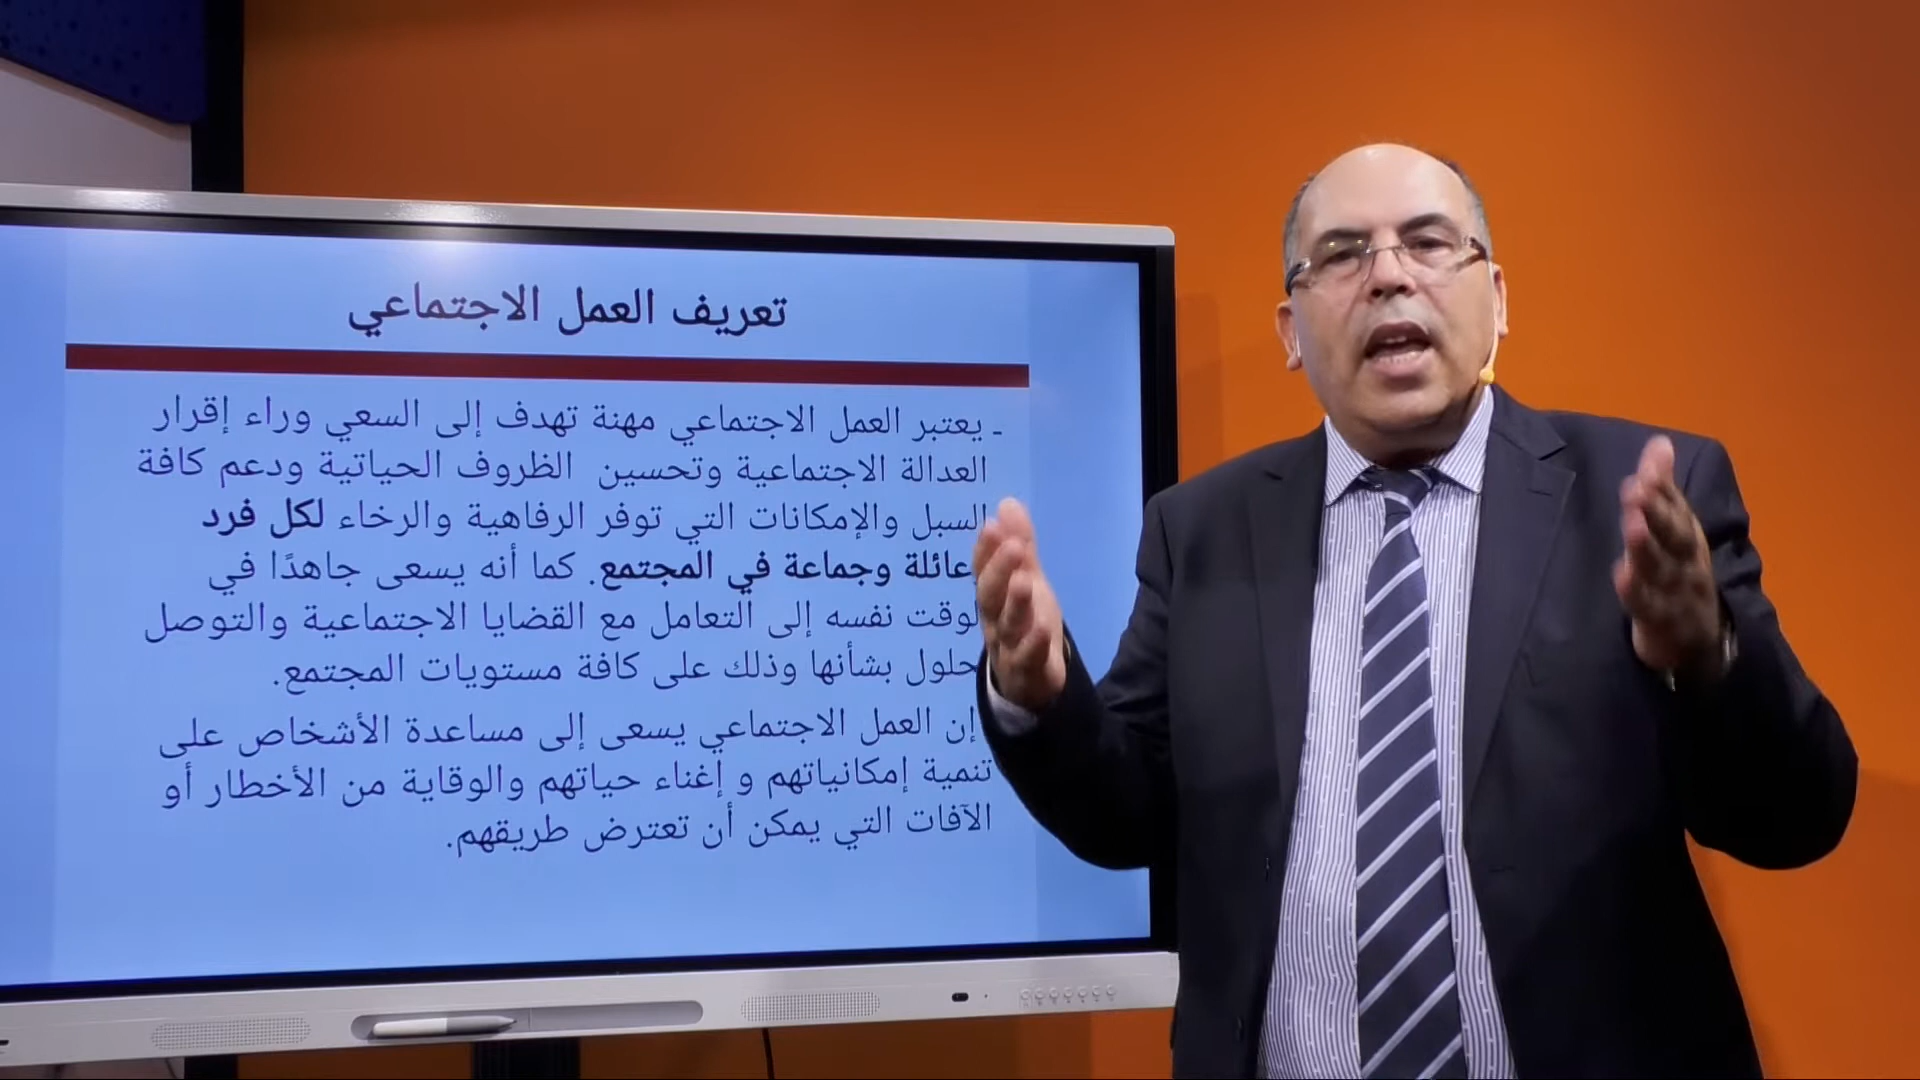 تعريف العمل الاجتماعي
ـ يعتبر العمل الاجتماعي مهنة تهدف إلى السعي وراء إقرار
العدالة الاجتماعية وتحسين الظروف الحياتية ودعم كافة
السبل والإمكانات التي توفر الرفاهية والرخاء لكل فرد
وعائلة وجماعة في المجتمع. كما أنه يسعى جاهدًا في
الوقت نفسه إلى التعامل مع القضايا الاجتماعية والتوصل
حلول بشأنها وذلك على كافة مستويات المجتمع.
إن العمل الاجتماعي يسعى إلى مساعدة الأشخاص على
تنمية إمكانياتهم و إغناء حياتهم والوقاية من الأخطار أو
الآفات التي يمكن أن تعترض طريقهم.